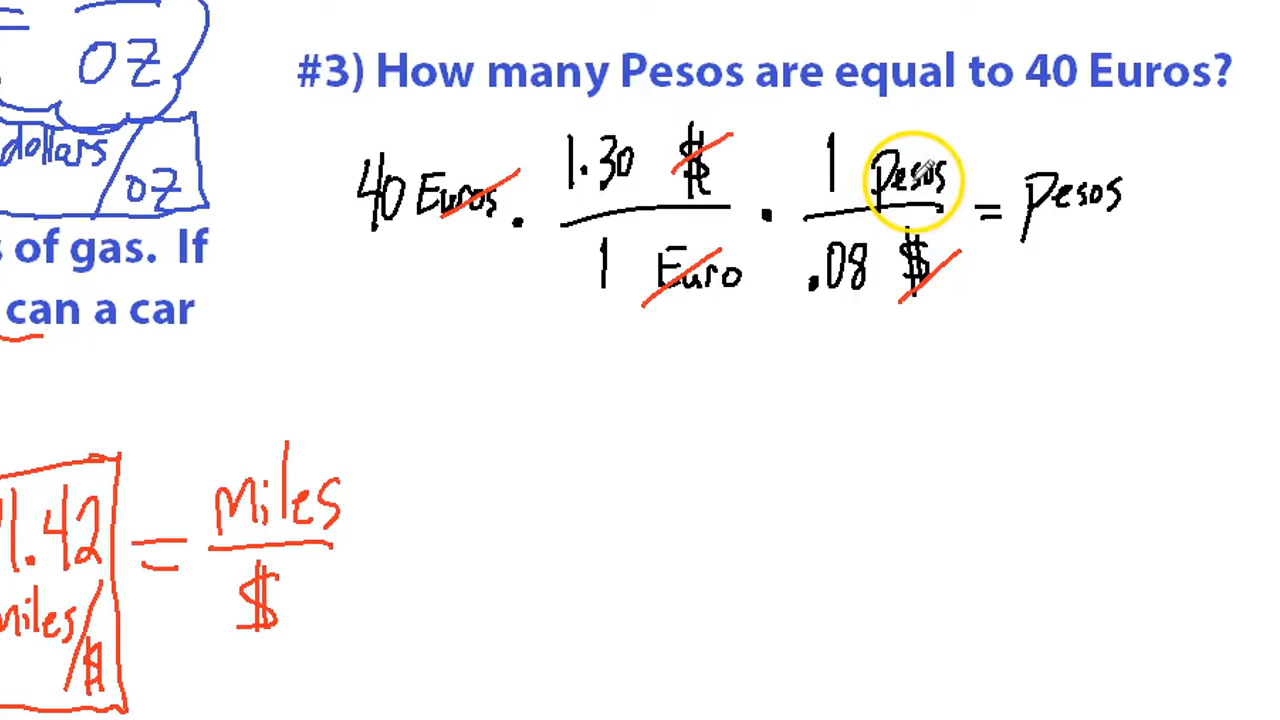 =
OZ
dollars
OZ
s of gas. If
can a car
#3) How many Pesos are equal to 40 Euros?
40 Euros · 1.30 $ / 1 Euro · 1 Pesos / .08 $ = Pesos
1.42 = miles / $
miles/$